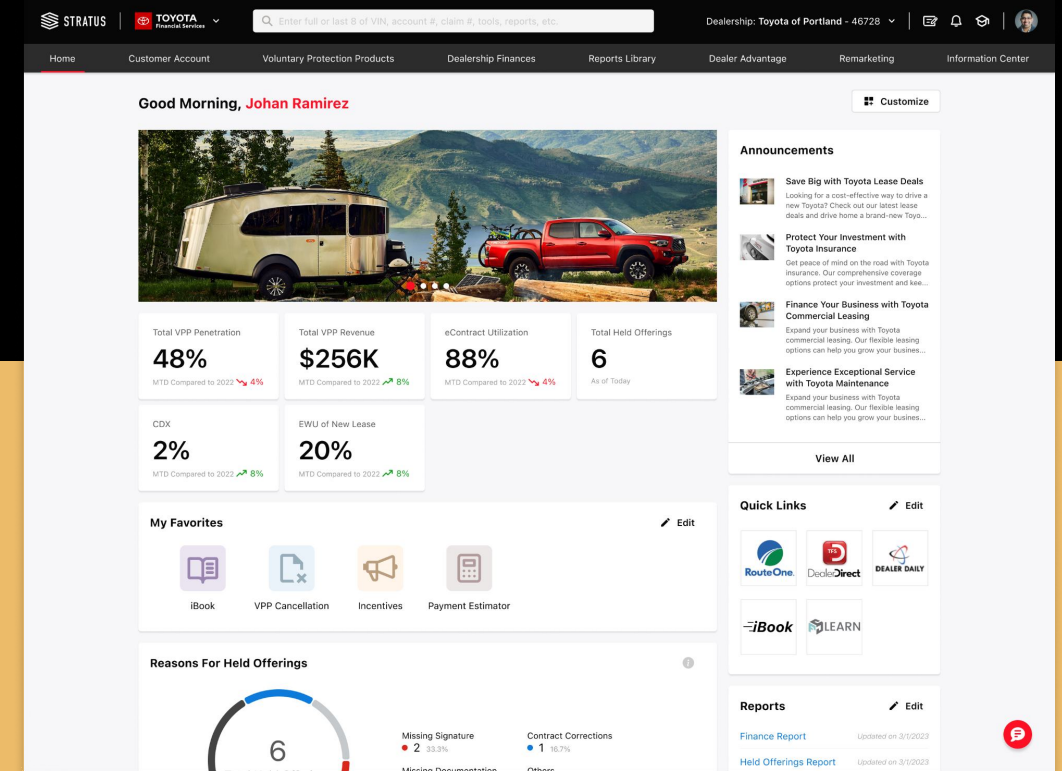 STRATUS
TOYOTA
Financial Services
Enter full or last 8 of VIN, account #, claim #, tools, reports, etc.
Dealership: Toyota of Portland - 46728
Home
Customer Account
Voluntary Protection Products
Dealership Finances
Reports Library
Dealer Advantage
Remarketing
Information Center
Good Morning, Johan Ramirez
Customize
Total VPP Penetration
48%
MTD Compared to 2022 4%
Total VPP Revenue
$256K
MTD Compared to 2022 8%
eContract Utilization
88%
MTD Compared to 2022 4%
Total Held Offerings
6
As of Today
CDX
2%
MTD Compared to 2022 8%
EWU of New Lease
20%
MTD Compared to 2022 8%
My Favorites
Edit
iBook
VPP Cancellation
Incentives
Payment Estimator
Reasons For Held Offerings
6
Missing Signature
2 33.3%
Contract Corrections
1 16.7%
Missing Documentation
Others
Announcements
Save Big with Toyota Lease Deals
Looking for a cost-effective way to drive a
new Toyota? Check out our latest lease
deals and drive home a brand-new Toyo...
Protect Your Investment with
Toyota Insurance
Get peace of mind on the road with Toyota
insurance. Our comprehensive coverage
options protect your investment and kee...
Finance Your Business with Toyota
Commercial Leasing
Expand your business with Toyota
commercial leasing. Our flexible leasing
options can help you grow your busines...
Experience Exceptional Service
with Toyota Maintenance
Expand your business with Toyota
commercial leasing. Our flexible leasing
options can help you grow your busines...
View All
Quick Links
Edit
RouteOne.
TFS
DealerDirect
DEALER DAILY
iBook
LEARN
Reports
Edit
Finance Report
Updated on 3/1/2023
Held Offerings Report
Updated on 3/1/2023